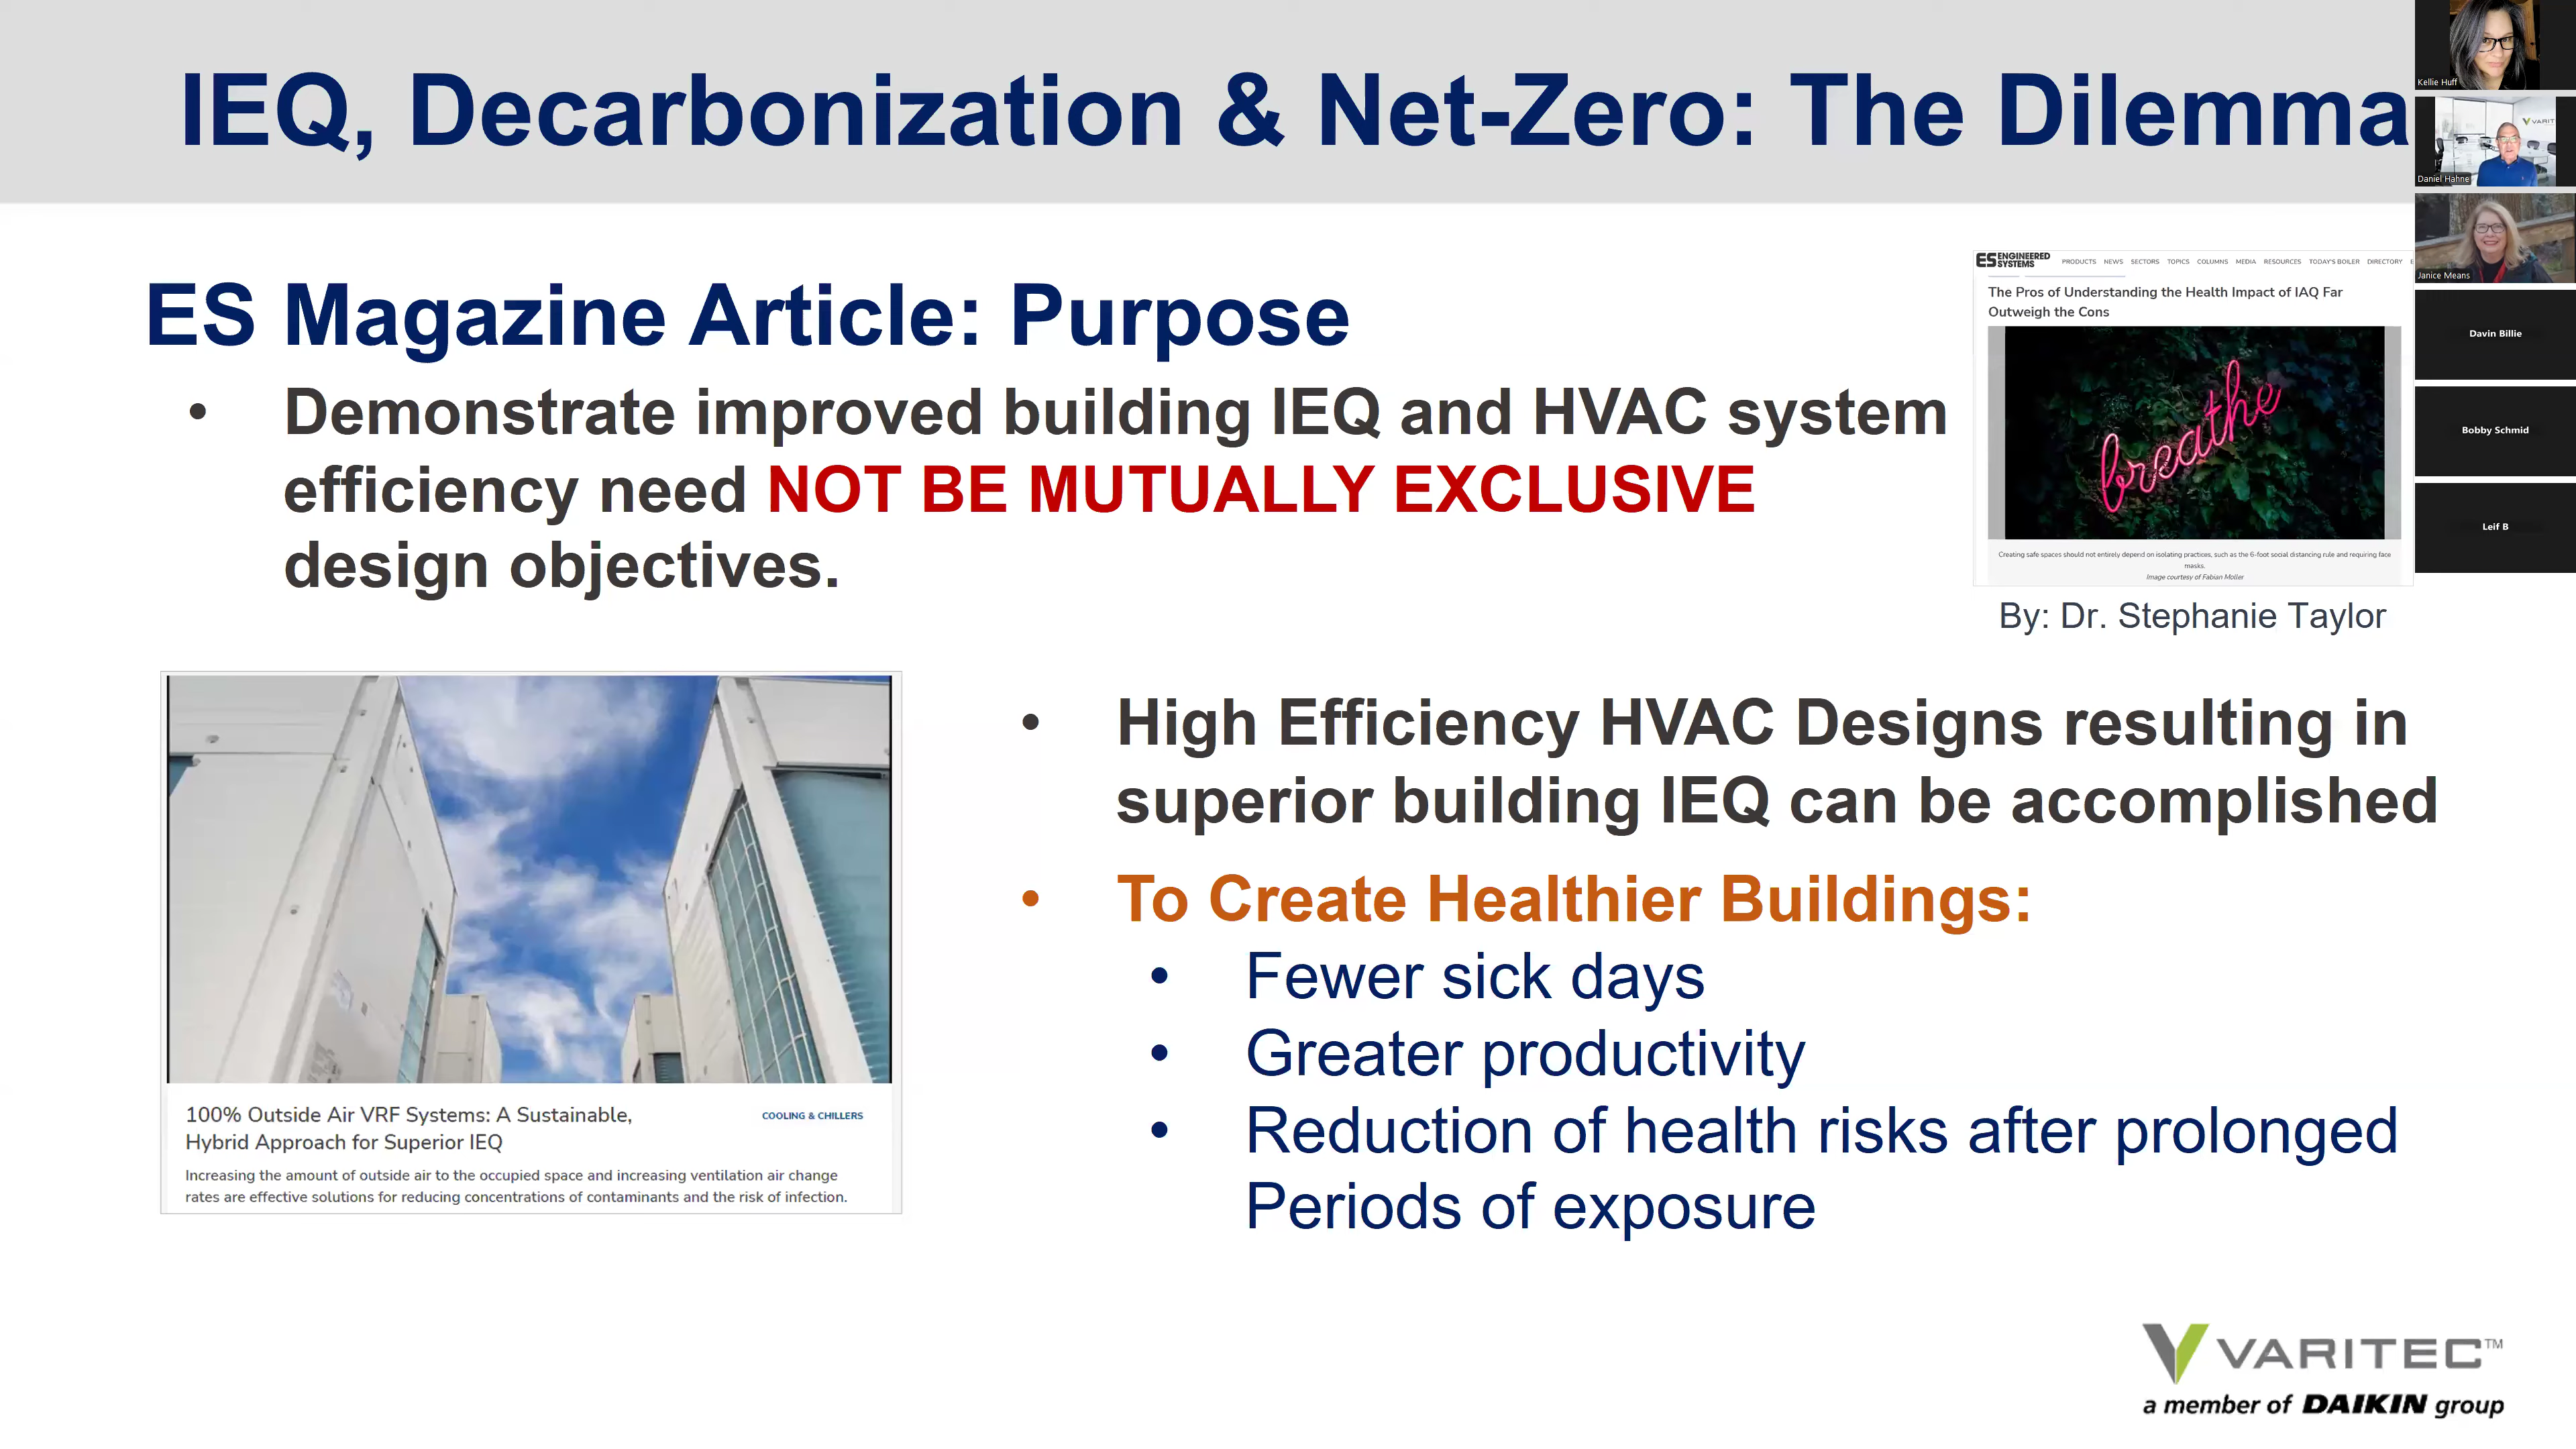 IEQ, Decarbonization & Net-Zero: The Dilemma
ES Magazine Article: Purpose
• Demonstrate improved building IEQ and HVAC system
efficiency need NOT BE MUTUALLY EXCLUSIVE
design objectives.
ES ENGINEERED SYSTEMS
PRODUCTS NEWS SECTORS TOPICS COLUMNS MEDIA RESOURCES TODAY'S BOILER DIRECTORY E
The Pros of Understanding the Health Impact of IAQ Far
Outweigh the Cons
breathe
Creating safe spaces should not entirely depend on isolating practices, such as the 6-foot social distancing rule and requiring face
masks.
Image courtesy of Fabian Moller
By: Dr. Stephanie Taylor
100% Outside Air VRF Systems: A Sustainable,
Hybrid Approach for Superior IEQ
COOLING & CHILLERS
Increasing the amount of outside air to the occupied space and increasing ventilation air change
rates are effective solutions for reducing concentrations of contaminants and the risk of infection.
• High Efficiency HVAC Designs resulting in
superior building IEQ can be accomplished
• To Create Healthier Buildings:
• Fewer sick days
• Greater productivity
• Reduction of health risks after prolonged
Periods of exposure
VARITEC™
a member of DAIKIN group
Kellie Huff
VARIT
Daniel Hahne
Janice Means
Davin Billie
Bobby Schmid
Leif B